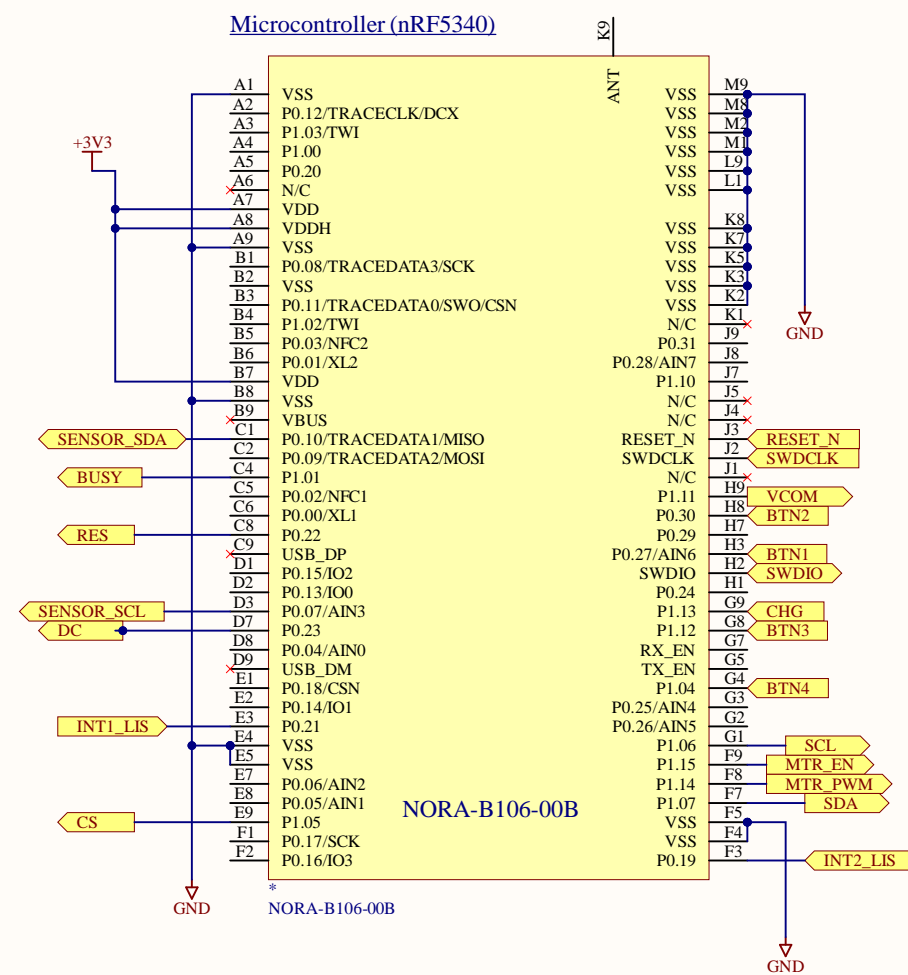 Microcontroller (nRF5340)
K9
ANT
A1 VSS VSS M9
A2 P0.12/TRACECLK/DCX VSS M8
A3 P1.03/TWI VSS M2
+3V3 A4 P1.00 VSS M1
A5 P0.20 VSS L9
A6 N/C VSS L1
A7 VDD
A8 VDDH VSS K8
A9 VSS VSS K7
B1 P0.08/TRACEDATA3/SCK VSS K5
B2 VSS VSS K3
B3 P0.11/TRACEDATA0/SWO/CSN VSS K2
B4 P1.02/TWI N/C K1 GND
B5 P0.03/NFC2 P0.31 J9
B6 P0.01/XL2 P0.28/AIN7 J8
B7 VDD P1.10 J7
B8 VSS N/C J5
B9 VBUS N/C J4
SENSOR_SDA C1 P0.10/TRACEDATA1/MISO RESET_N J3 RESET_N
C2 P0.09/TRACEDATA2/MOSI SWDCLK J2 SWDCLK
BUSY C4 P1.01 N/C J1
C5 P0.02/NFC1 P1.11 H9 VCOM
C6 P0.00/XL1 P0.30 H8 BTN2
RES C8 P0.22 P0.29 H7
C9 USB_DP P0.27/AIN6 H3 BTN1
D1 P0.15/IO2 SWDIO H2 SWDIO
D2 P0.13/IO0 P0.24 H1
SENSOR_SCL D3 P0.07/AIN3 P1.13 G9 CHG
DC D7 P0.23 P1.12 G8 BTN3
D8 P0.04/AIN0 RX_EN G7
D9 USB_DM TX_EN G5
E1 P0.18/CSN P1.04 G4 BTN4
E2 P0.14/IO1 P0.25/AIN4 G3
INT1_LIS E3 P0.21 P0.26/AIN5 G2
E4 VSS P1.06 G1 SCL
E5 VSS P1.15 F9 MTR_EN
E7 P0.06/AIN2 P1.14 F8 MTR_PWM
E8 P0.05/AIN1 P1.07 F7 SDA
NORA-B106-00B
CS E9 P1.05 VSS F5
F1 P0.17/SCK VSS F4
F2 P0.16/IO3 P0.19 F3 INT2_LIS
*
GND NORA-B106-00B
GND